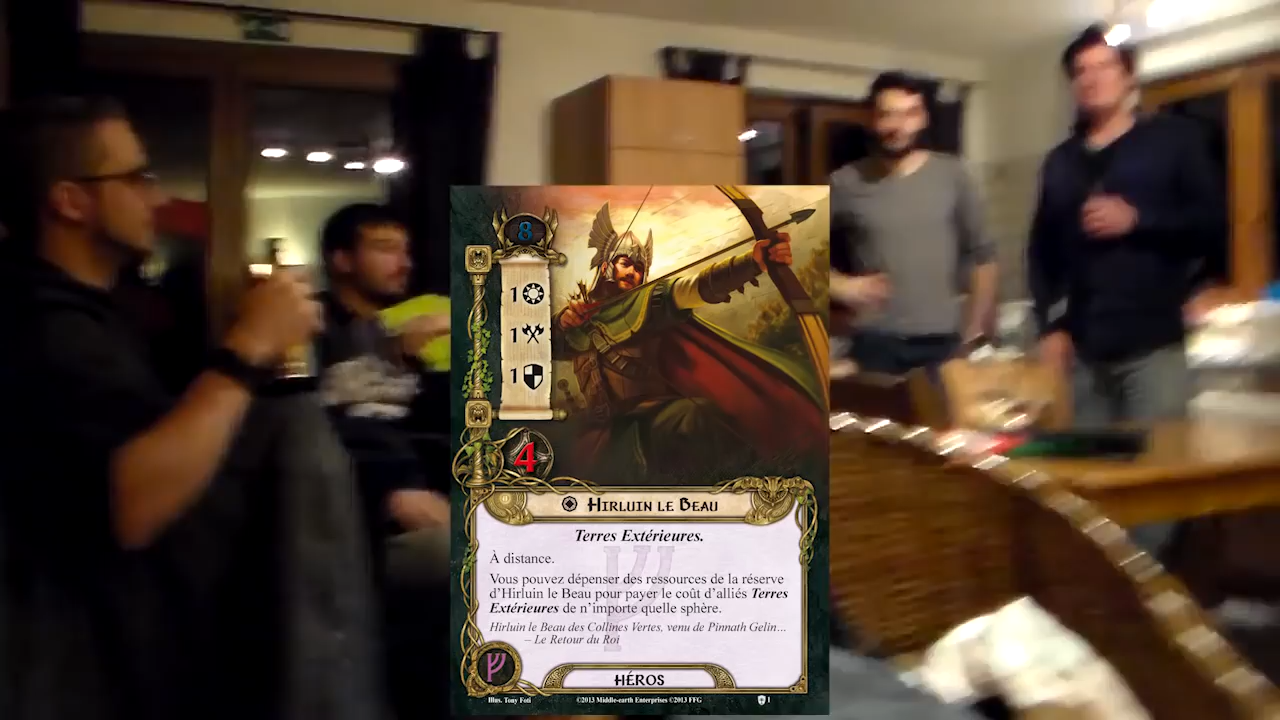 8
1
1
1
4
Hirluin le Beau
Terres Extérieures.
À distance.
Vous pouvez dépenser des ressources de la réserve
d'Hirluin le Beau pour payer le coût d'alliés Terres
Extérieures de n'importe quelle sphère.
Hirluin le Beau des Collines Vertes, venu de Pinnath Gelin...
– Le Retour du Roi
HÉROS
Illus. Tony Foti ©2013 Middle-earth Enterprises ©2013 FFG 1